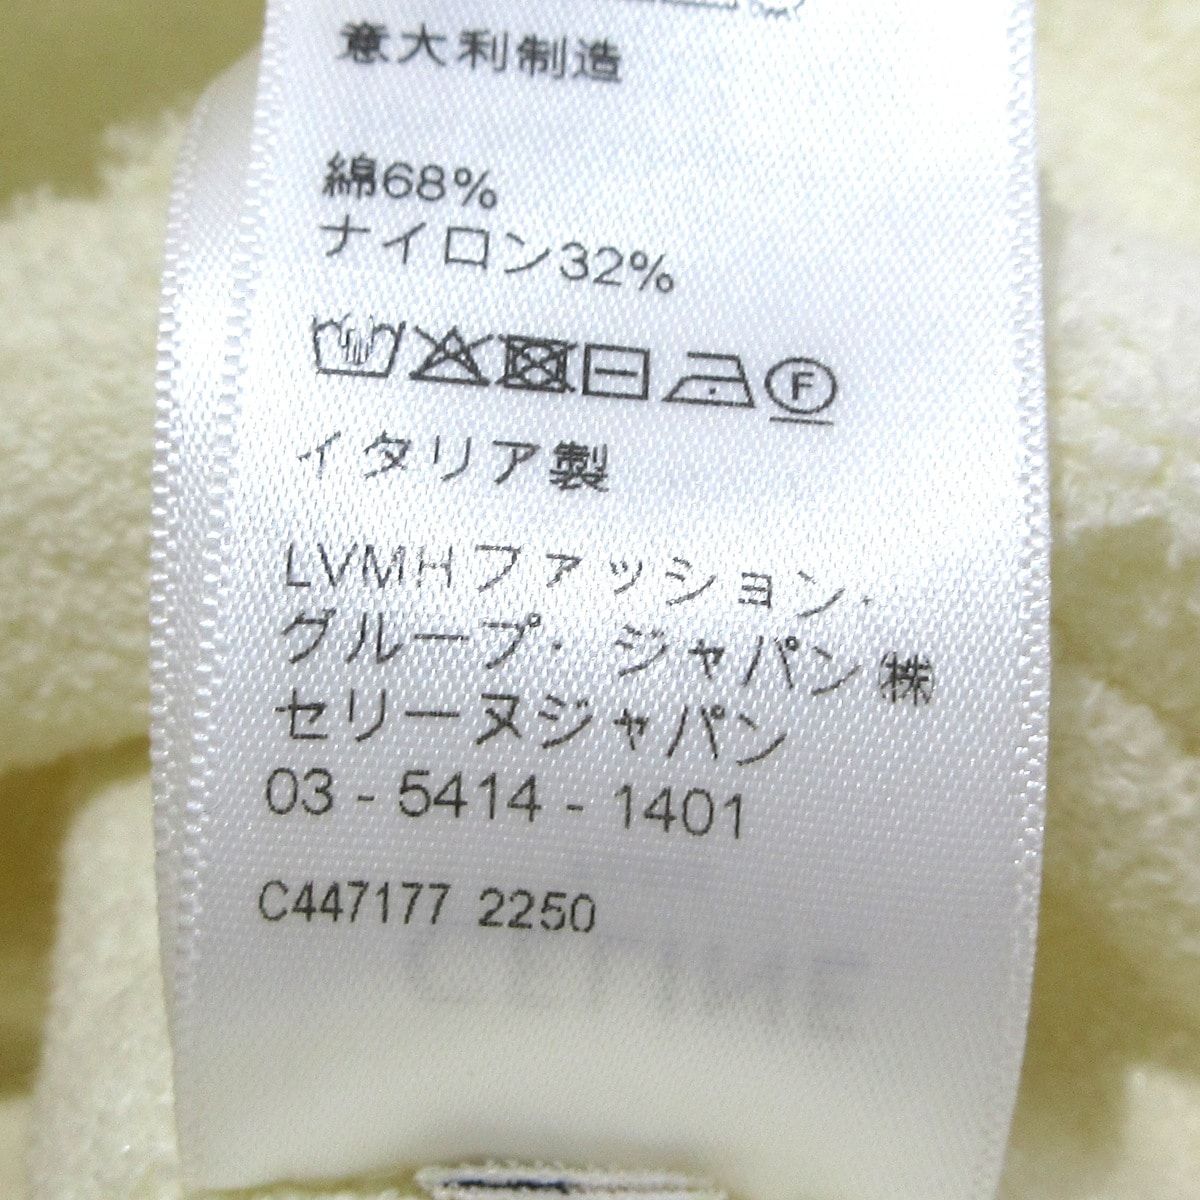 意大利制造
綿68%
ナイロン32%
F
イタリア製
LVMHファッション・
グループ・ジャパン㈱
セリーヌジャパン
03 - 5414 - 1401
C447177 2250